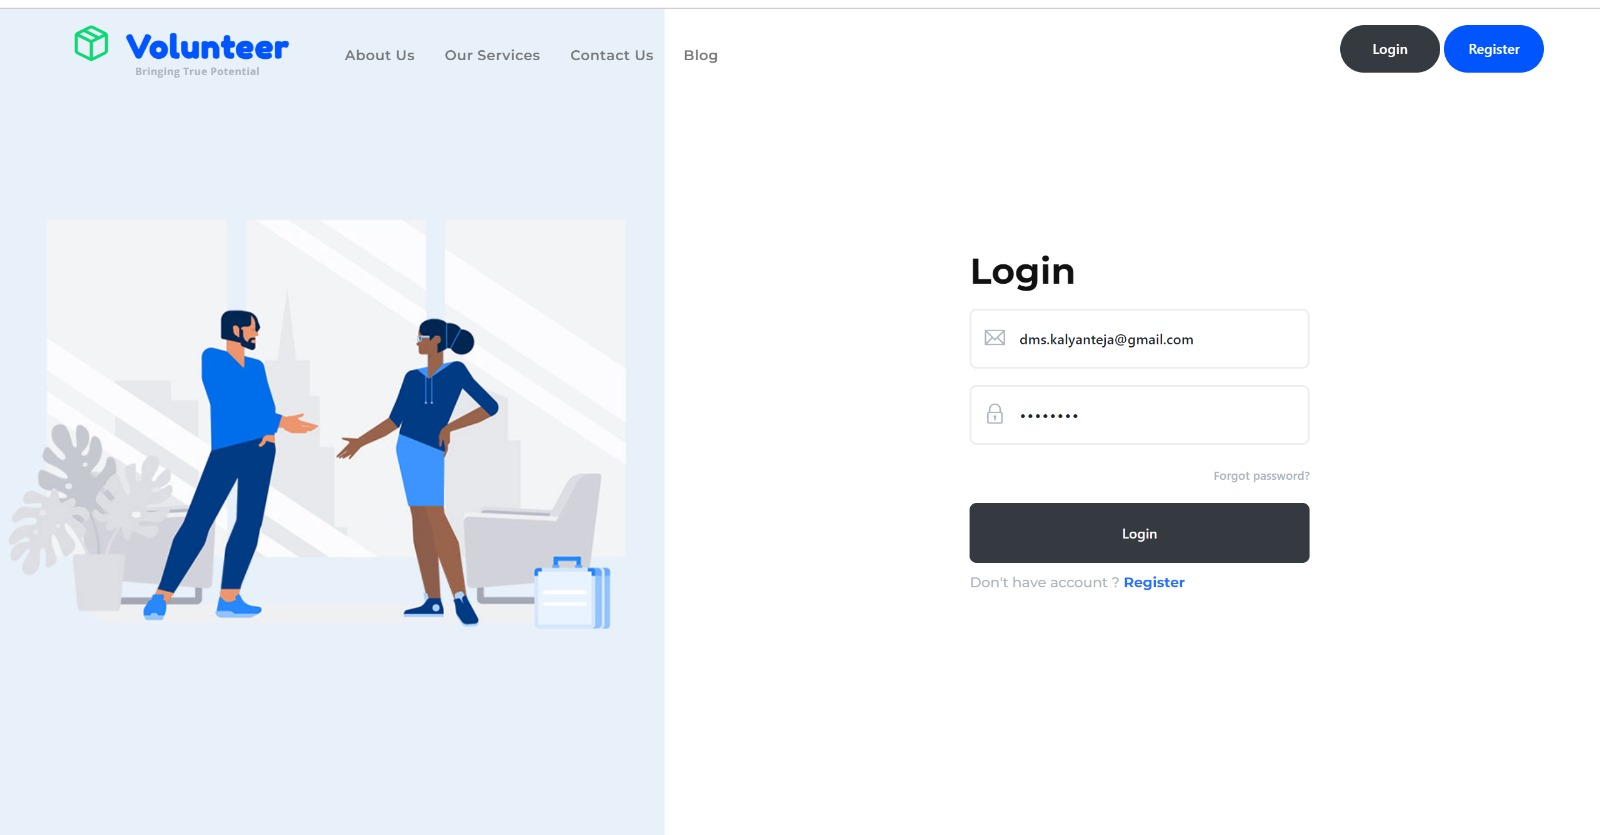 Volunteer
Bringing True Potential
About Us Our Services Contact Us Blog
Login Register
Login
dms.kalyanteja@gmail.com
••••••••
Forgot password?
Login
Don't have account ? Register